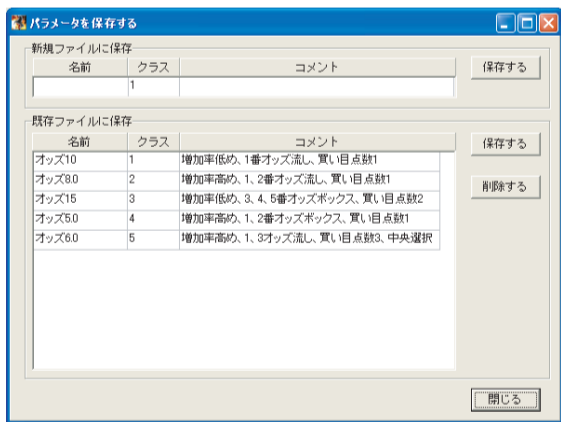 パラメータを保存する
新規ファイルに保存
名前 クラス コメント 保存する
1
既存ファイルに保存
名前 クラス コメント 保存する
オッズ10 1 増加率低め、1番オッズ流し、買い目点数1
オッズ8.0 2 増加率高め、1、2番オッズ流し、買い目点数1
削除する
オッズ15 3 増加率低め、3、4、5番オッズボックス、買い目点数2
オッズ5.0 4 増加率高め、1、2番オッズボックス、買い目点数1
オッズ6.0 5 増加率高め、1、3オッズ流し、買い目点数3、中央選択
閉じる